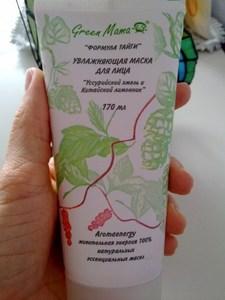 Green Mama
"ФОРМУЛА ТАЙГИ"
УВЛАЖНЯЮЩАЯ МАСКА
ДЛЯ ЛИЦА
"Уссурийский хмель и
Китайский лимонник"
170 мл
Aromaenergy
живительная энергия 100%
натуральных
эссенциальных масел